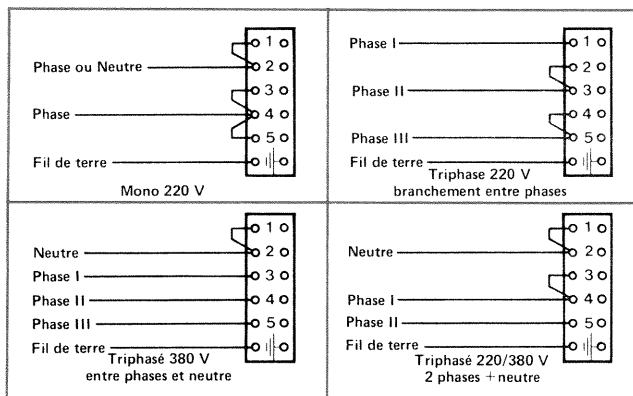 1
Phase ou Neutre 2
3
Phase 4
5
Fil de terre
Mono 220 V
Phase I 1
2
Phase II 3
4
Phase III 5
Fil de terre
Triphase 220 V
branchement entre phases
1
Neutre 2
Phase I 3
Phase II 4
Phase III 5
Fil de terre
Triphasé 380 V
entre phases et neutre
1
Neutre 2
3
Phase I 4
Phase II 5
Fil de terre
Triphasé 220/380 V
2 phases + neutre